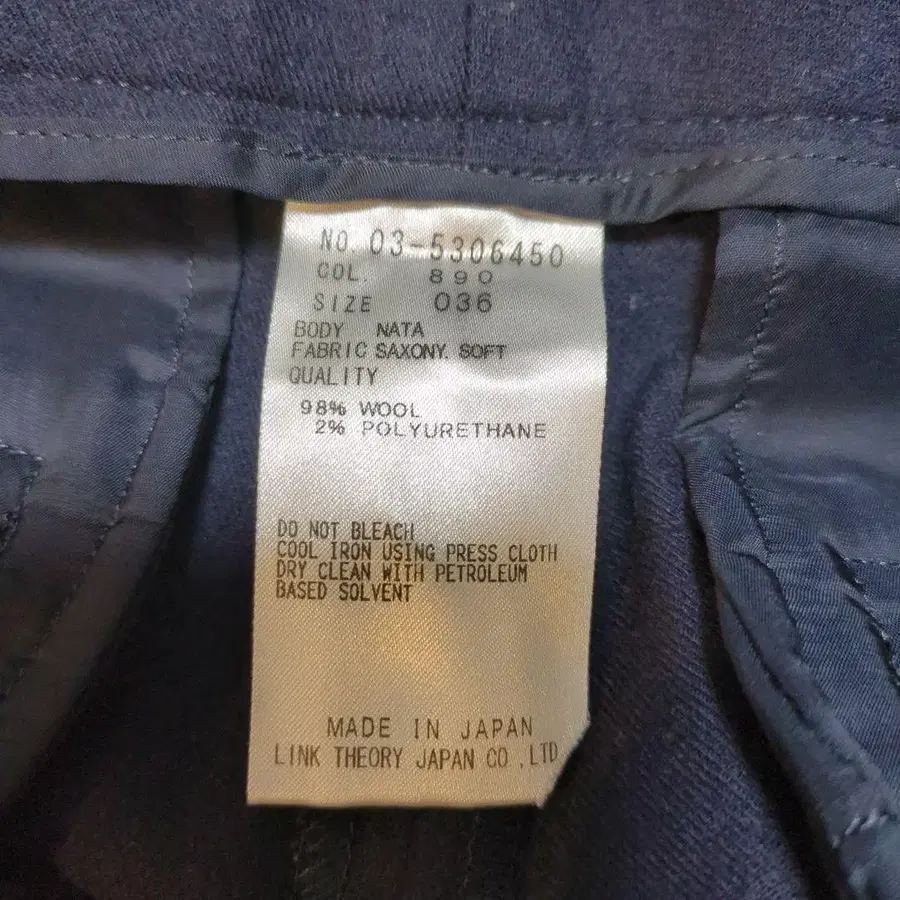 NO. 03-5306450
COL. 890
SIZE 036
BODY NATA
FABRIC SAXONY. SOFT
QUALITY
98% WOOL
2% POLYURETHANE
DO NOT BLEACH
COOL IRON USING PRESS CLOTH
DRY CLEAN WITH PETROLEUM
BASED SOLVENT
MADE IN JAPAN
LINK THEORY JAPAN CO.,LTD